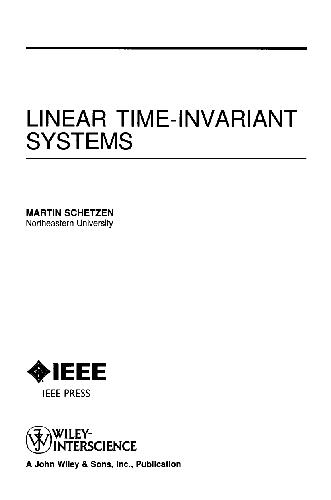 LINEAR TIME-INVARIANT
SYSTEMS
MARTIN SCHETZEN
Northeastern University
IEEE
IEEE PRESS
WILEY-
INTERSCIENCE
A John Wiley & Sons, Inc., Publication